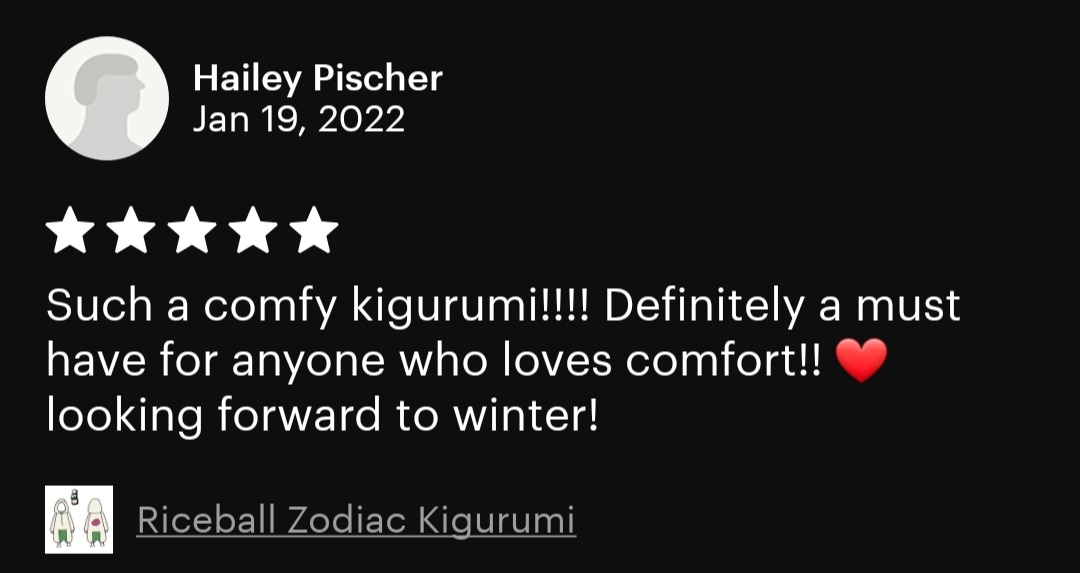 Hailey Pischer
Jan 19, 2022
Such a comfy kigurumi!!!! Definitely a must
have for anyone who loves comfort!! ❤️
looking forward to winter!
Riceball Zodiac Kigurumi